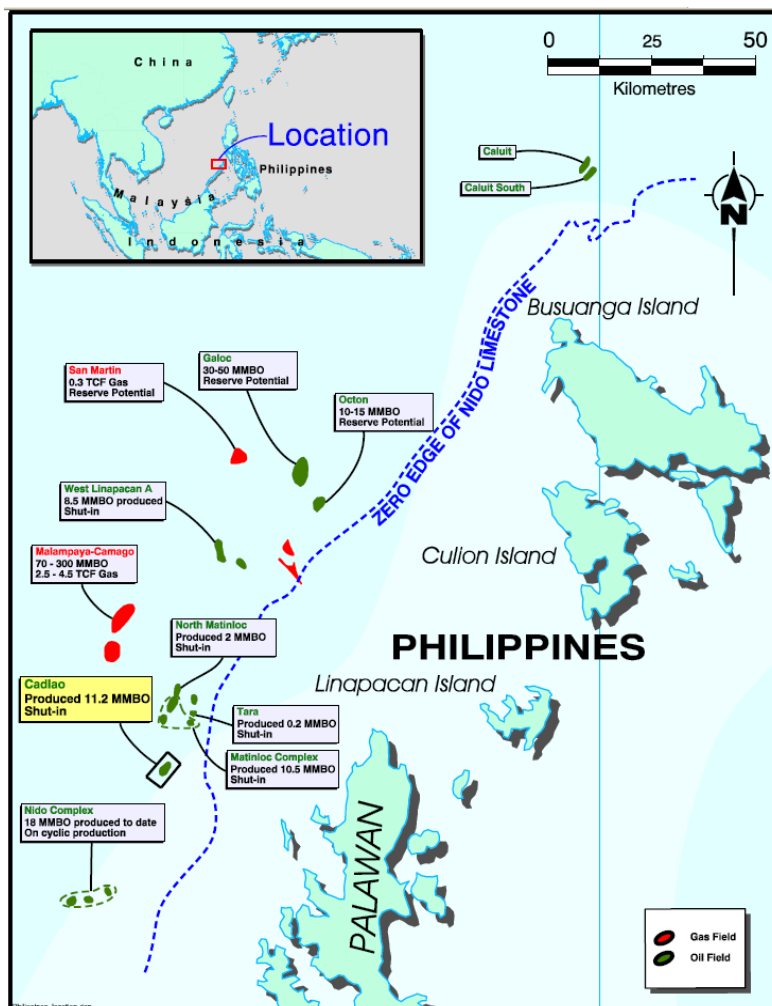 China
Location
Philippines
Malaysia
Indonesia
0 25 50
Kilometres
Caluit
Caluit South
N
Busuanga Island
ZERO EDGE OF NIDO LIMESTONE
San Martin
0.3 TCF Gas
Reserve Potential
Galoc
30-50 MMBO
Reserve Potential
Octon
10-15 MMBO
Reserve Potential
West Linapacan A
8.5 MMBO produced
Shut-in
Culion Island
Malampaya-Camago
70 - 300 MMBO
2.5 - 4.5 TCF Gas
North Matinloc
Produced 2 MMBO
Shut-in
PHILIPPINES
Linapacan Island
Cadlao
Produced 11.2 MMBO
Shut-in
Tara
Produced 0.2 MMBO
Shut-in
Matinloc Complex
Produced 10.5 MMBO
Shut-in
Nido Complex
18 MMBO produced to date
On cyclic production
PALAWAN
Gas Field
Oil Field